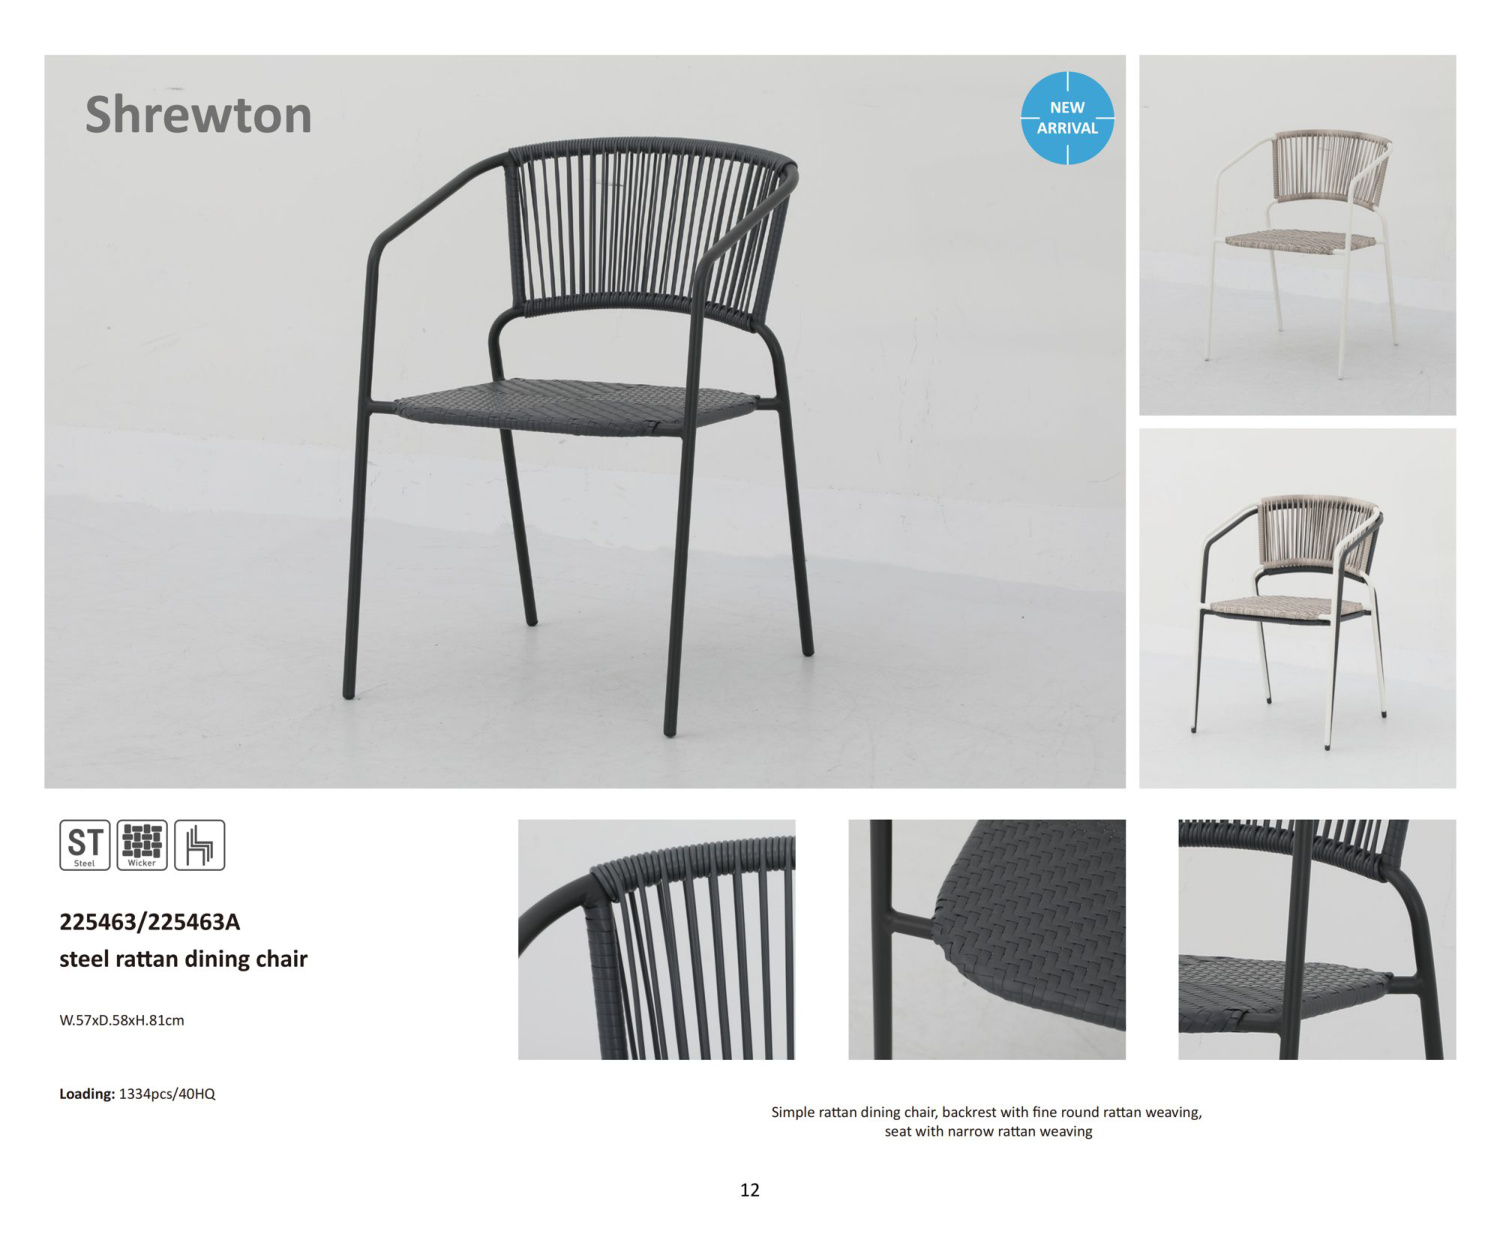 Shrewton
NEW
ARRIVAL
ST
Steel
Wicker
225463/225463A
steel rattan dining chair
W.57xD.58xH.81cm
Loading: 1334pcs/40HQ
Simple rattan dining chair, backrest with fine round rattan weaving,
seat with narrow rattan weaving
12